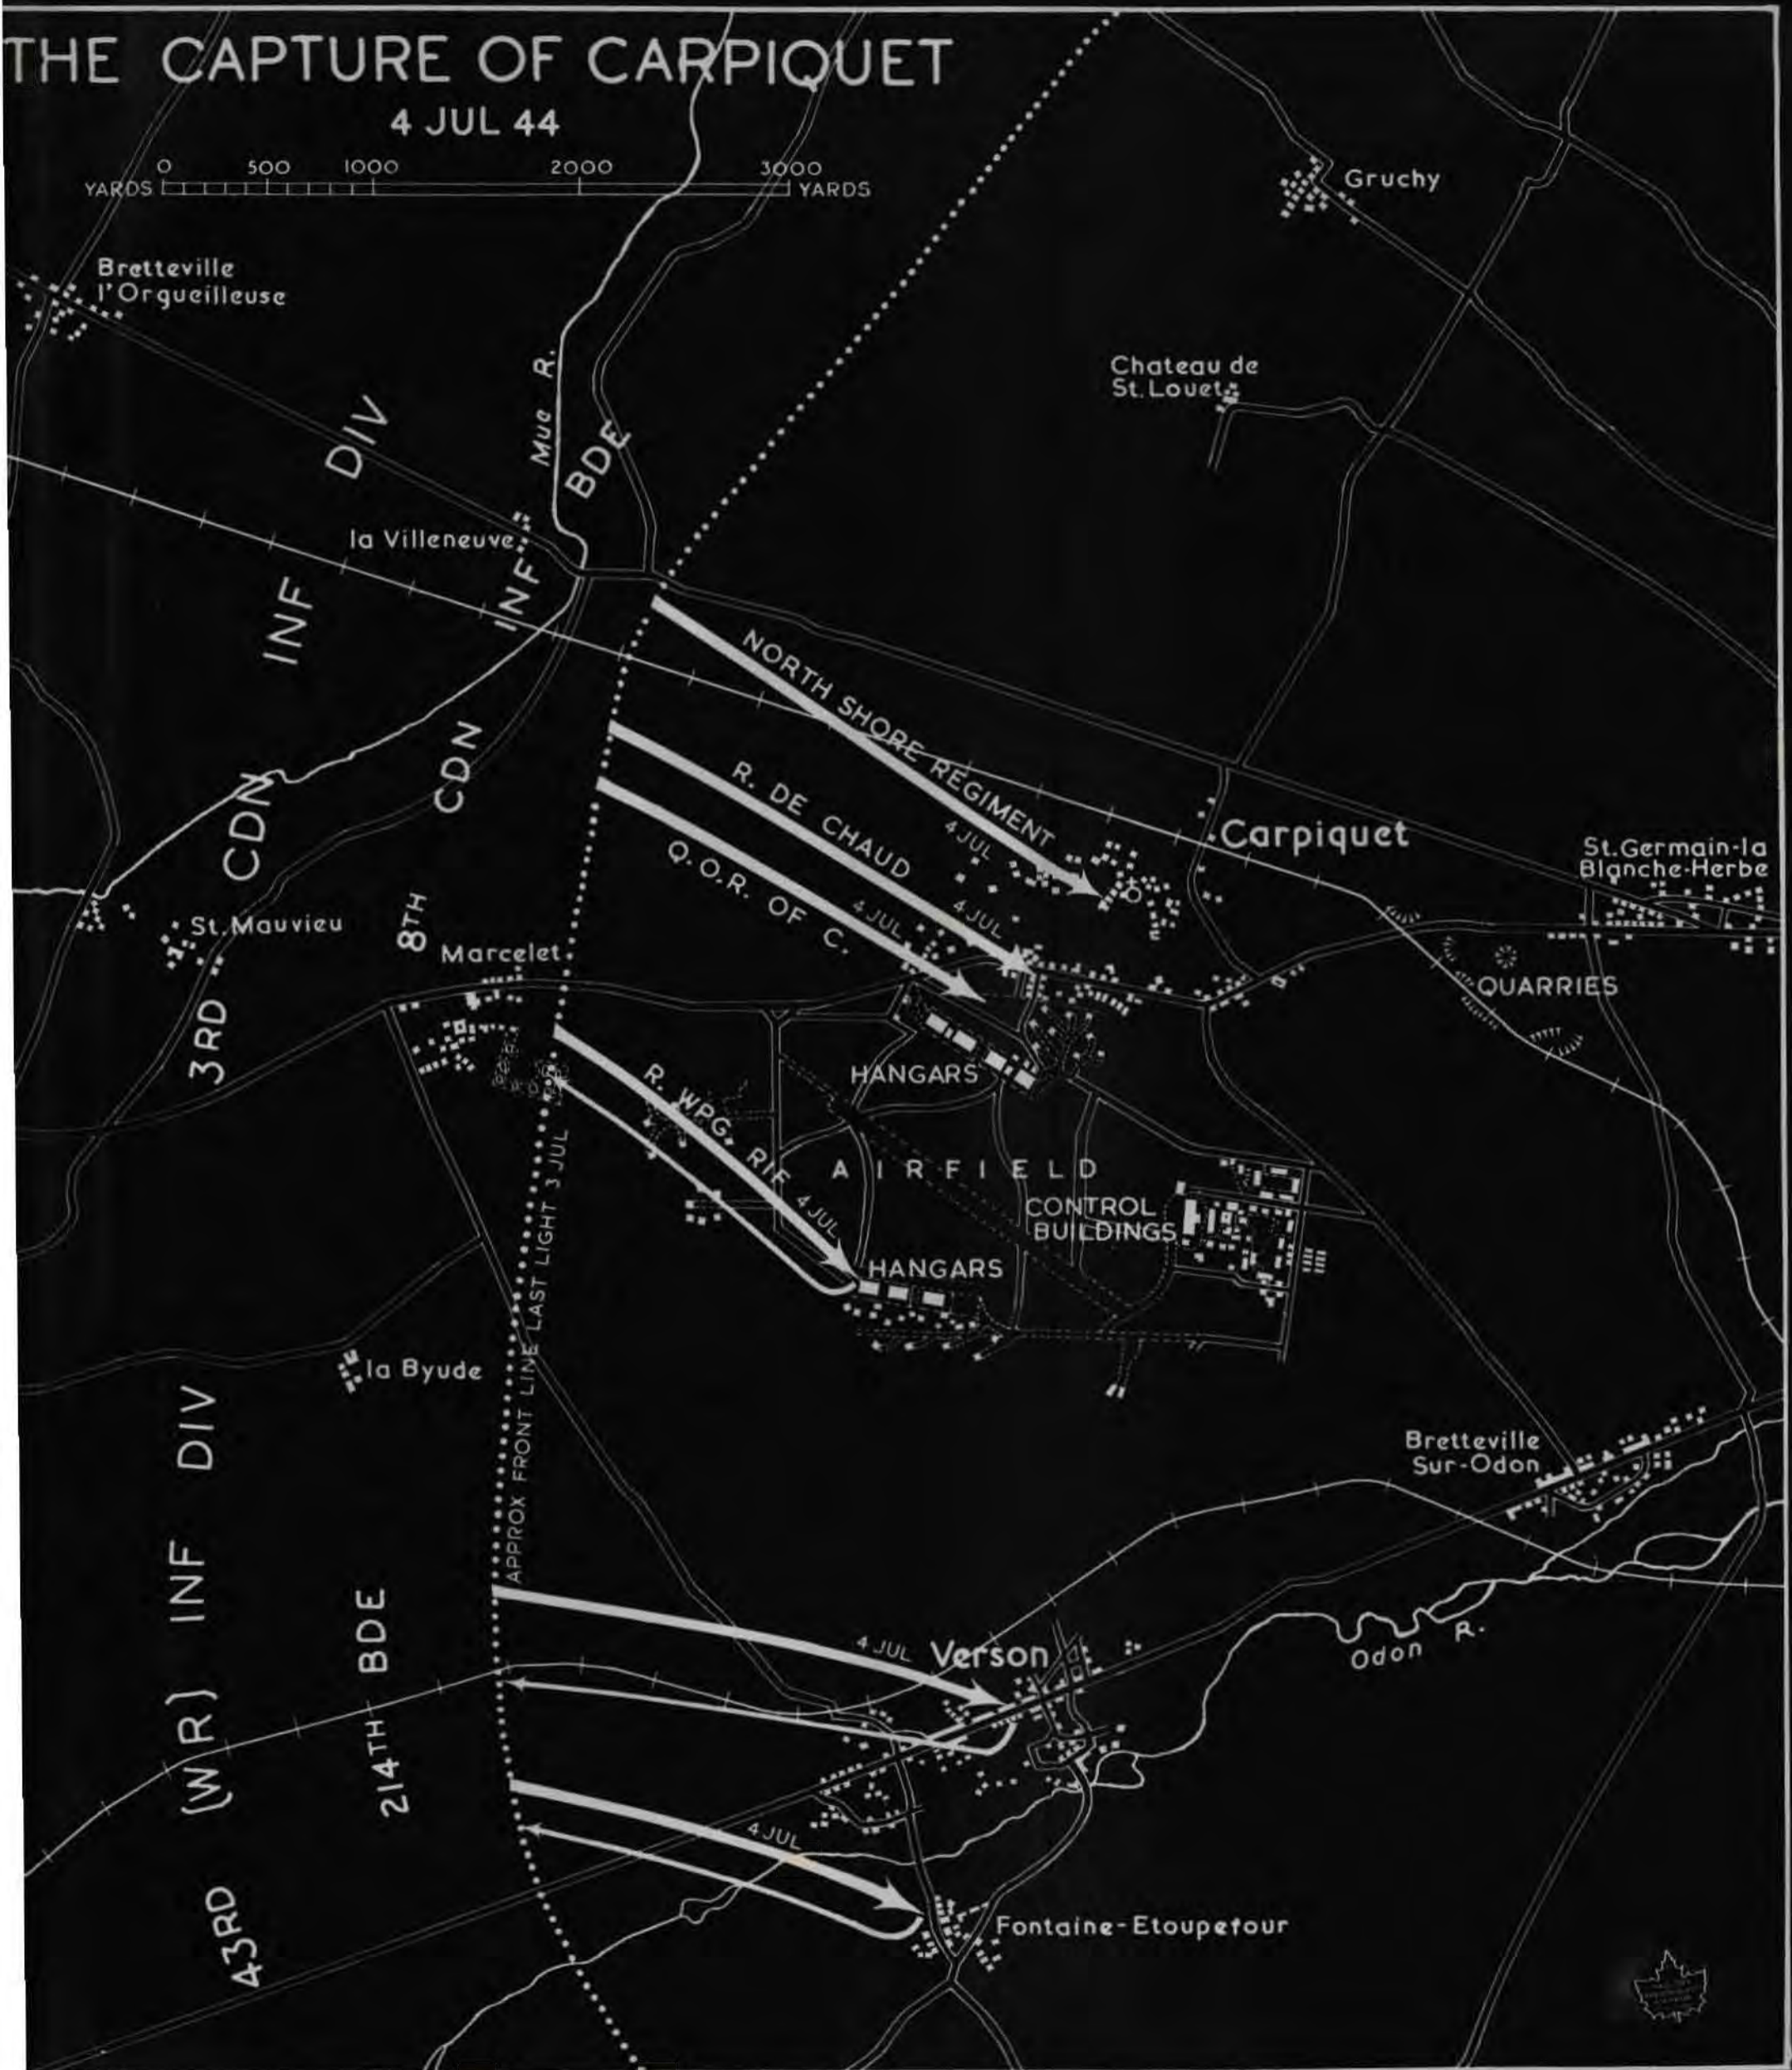 THE CAPTURE OF CARPIQUET
4 JUL 44
0 500 1000 2000 3000
YARDS YARDS
Gruchy
Bretteville
l'Orgueilleuse
Chateau de
St. Louet
Mue R.
la Villeneuve
3RD CDN INF DIV
8TH CDN INF BDE
NORTH SHORE REGIMENT
4 JUL
R. DE CHAUD
4 JUL
Q.O.R. OF C.
4 JUL
Carpiquet
St. Germain-la
Blanche-Herbe
St. Mauvieu
Marcelet
QUARRIES
HANGARS
R. WPG. RIF
4 JUL
AIRFIELD
CONTROL
BUILDINGS
HANGARS
APPROX FRONT LINE LAST LIGHT 3 JUL
la Byude
Bretteville
Sur-Odon
43RD (WR) INF DIV
214TH BDE
4 JUL
Verson
Odon R.
4 JUL
Fontaine-Etoupefour